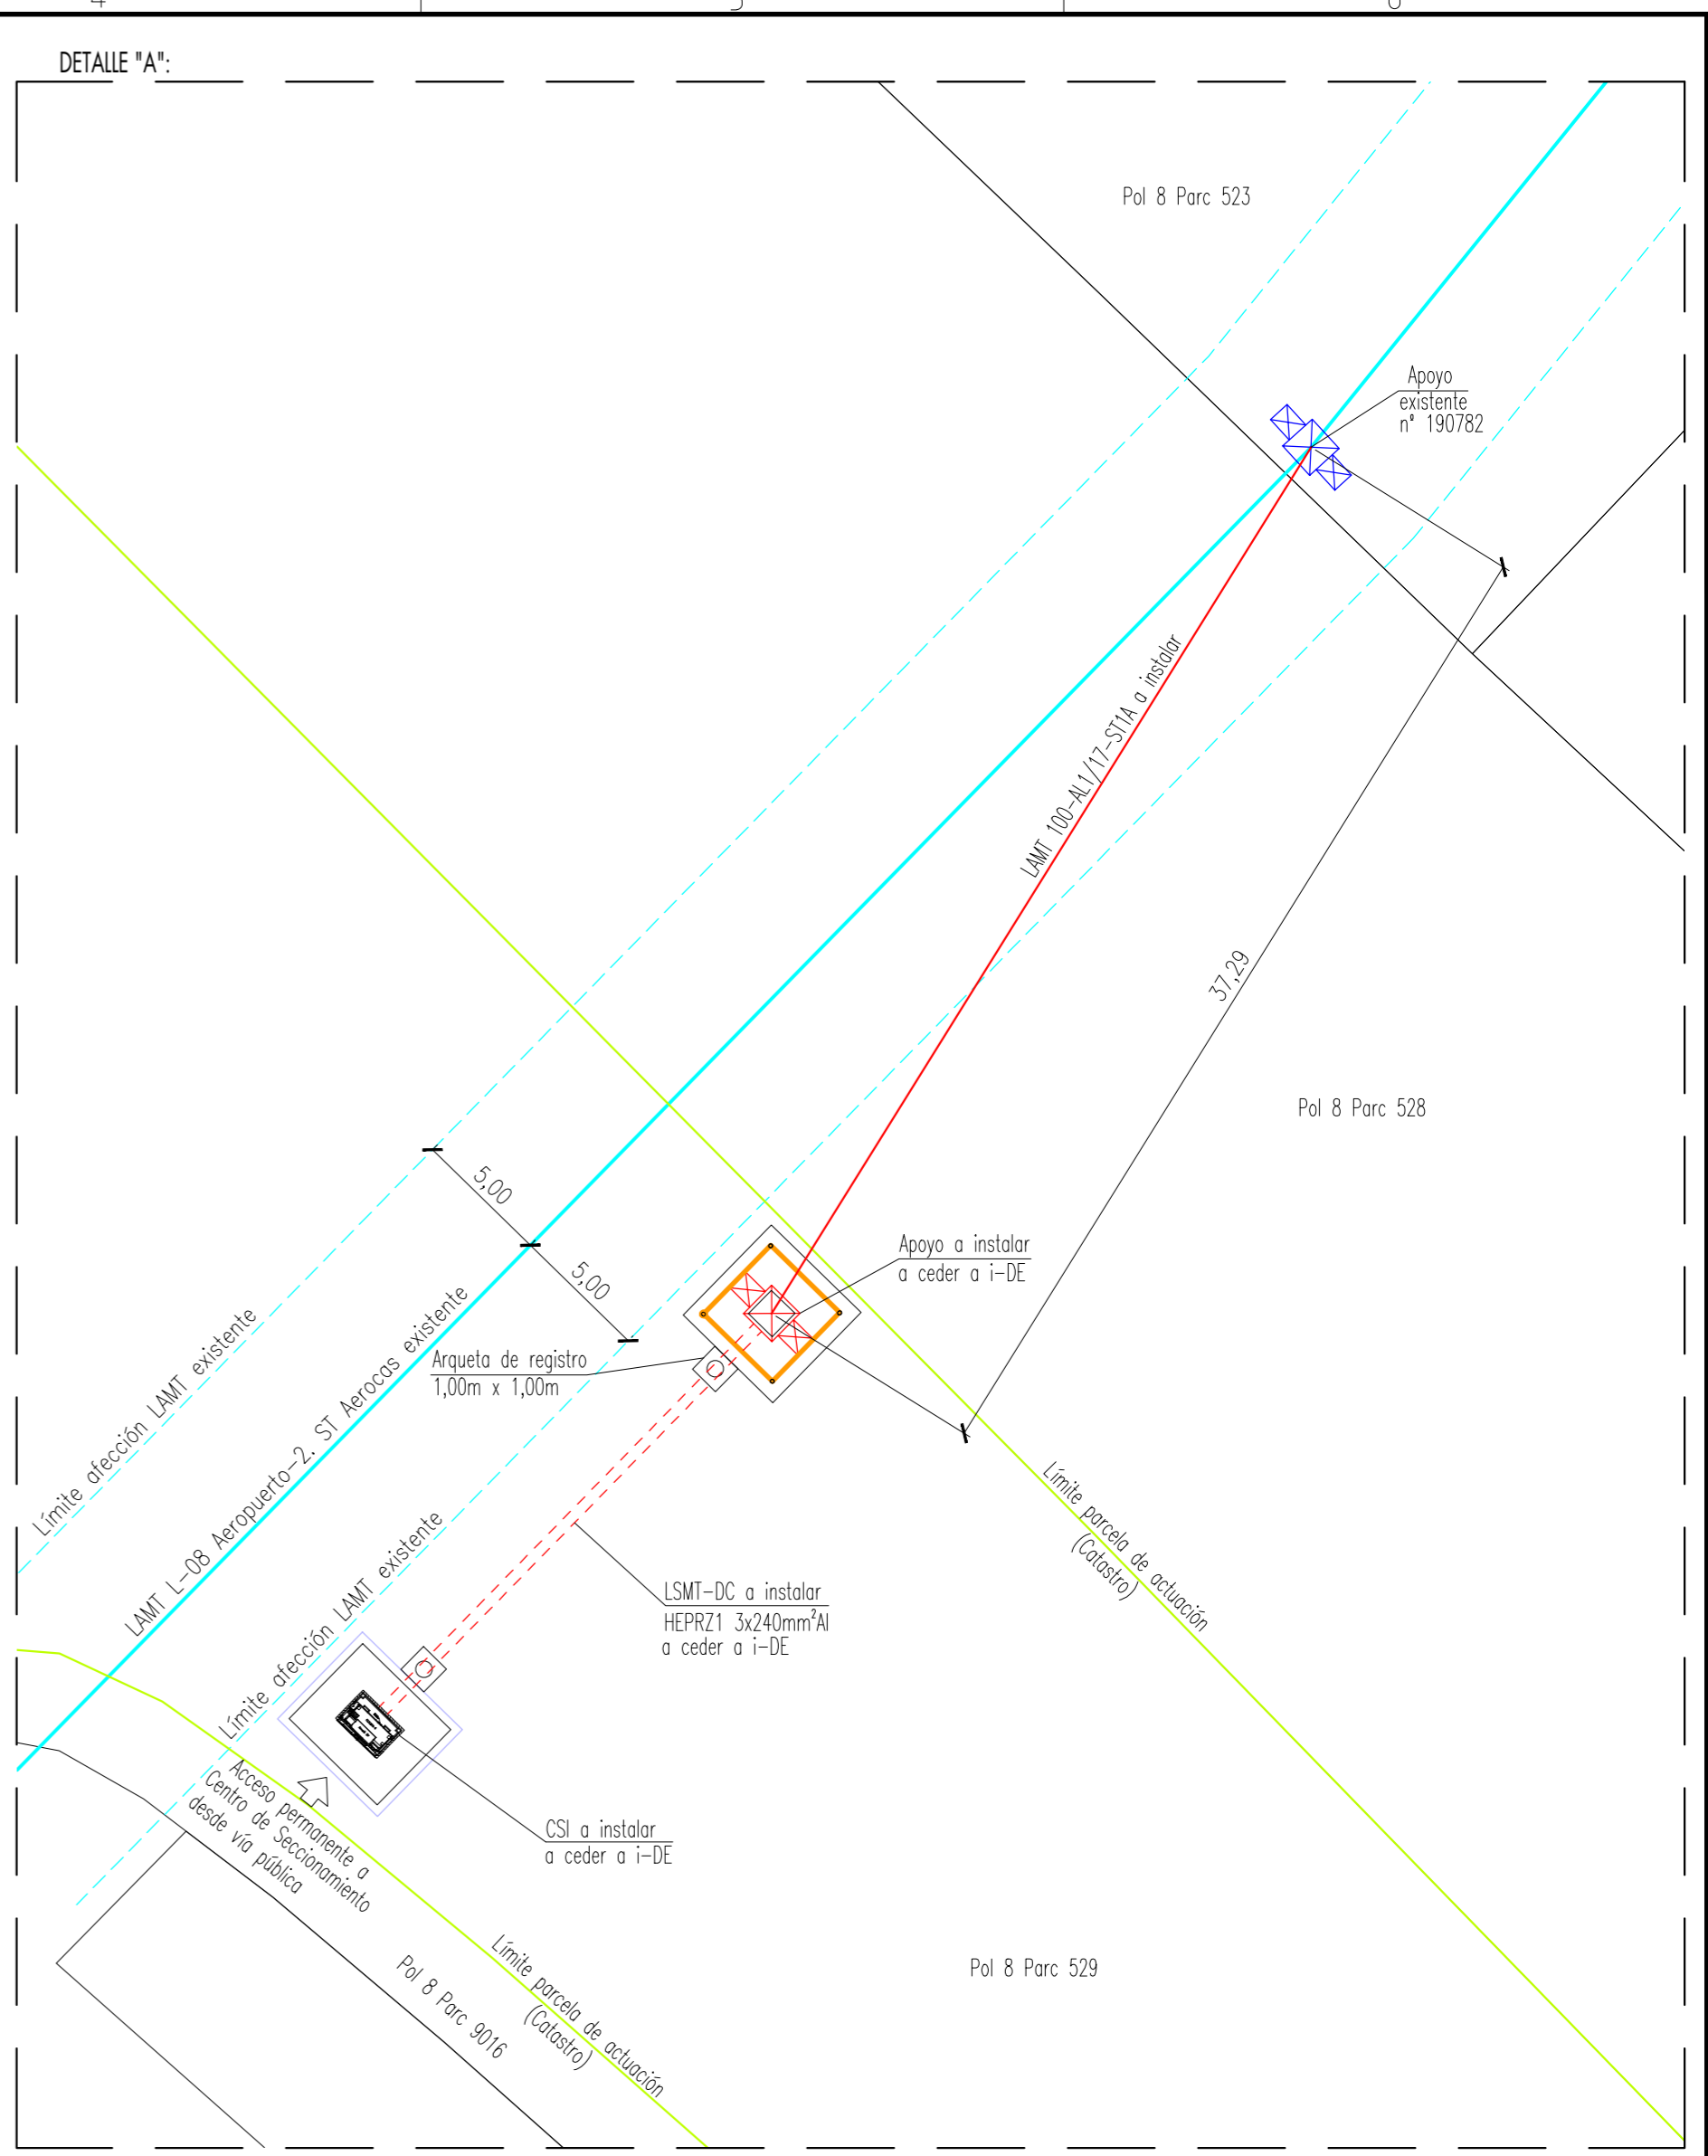 DETALLE "A":
Pol 8 Parc 523
Apoyo
existente
n° 190782
LAMT 100-AL1/17-ST1A a instalar
37,29
Pol 8 Parc 528
5,00
5,00
Apoyo a instalar
a ceder a i-DE
Arqueta de registro
1,00m x 1,00m
Límite afección LAMT existente
LAMT L-08 Aeropuerto-2. ST Aerocas existente
Límite afección LAMT existente
Límite parcela de actuación
(Catastro)
LSMT-DC a instalar
HEPRZ1 3x240mm²Al
a ceder a i-DE
Acceso permanente a
Centro de Seccionamiento
desde vía pública
CSI a instalar
a ceder a i-DE
Pol 8 Parc 9016
Límite parcela de actuación
(Catastro)
Pol 8 Parc 529